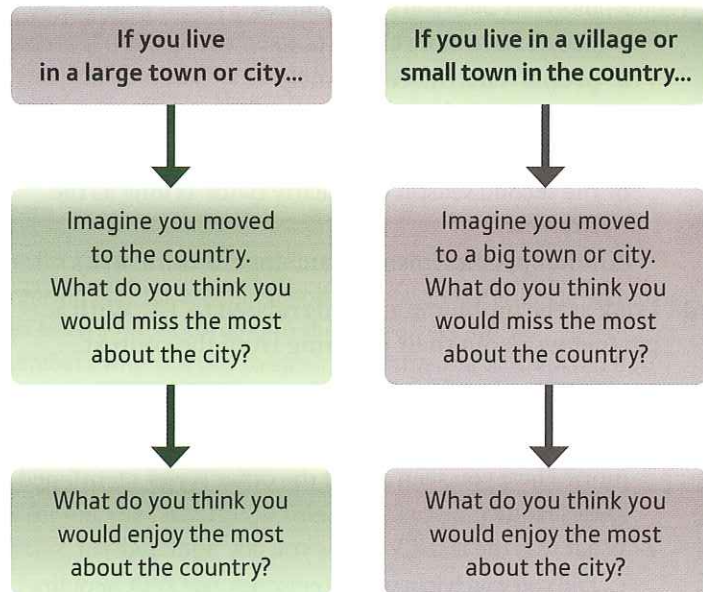 If you live
in a large town or city...
Imagine you moved
to the country.
What do you think you
would miss the most
about the city?
What do you think you
would enjoy the most
about the country?
If you live in a village or
small town in the country...
Imagine you moved
to a big town or city.
What do you think you
would miss the most
about the country?
What do you think you
would enjoy the most
about the city?